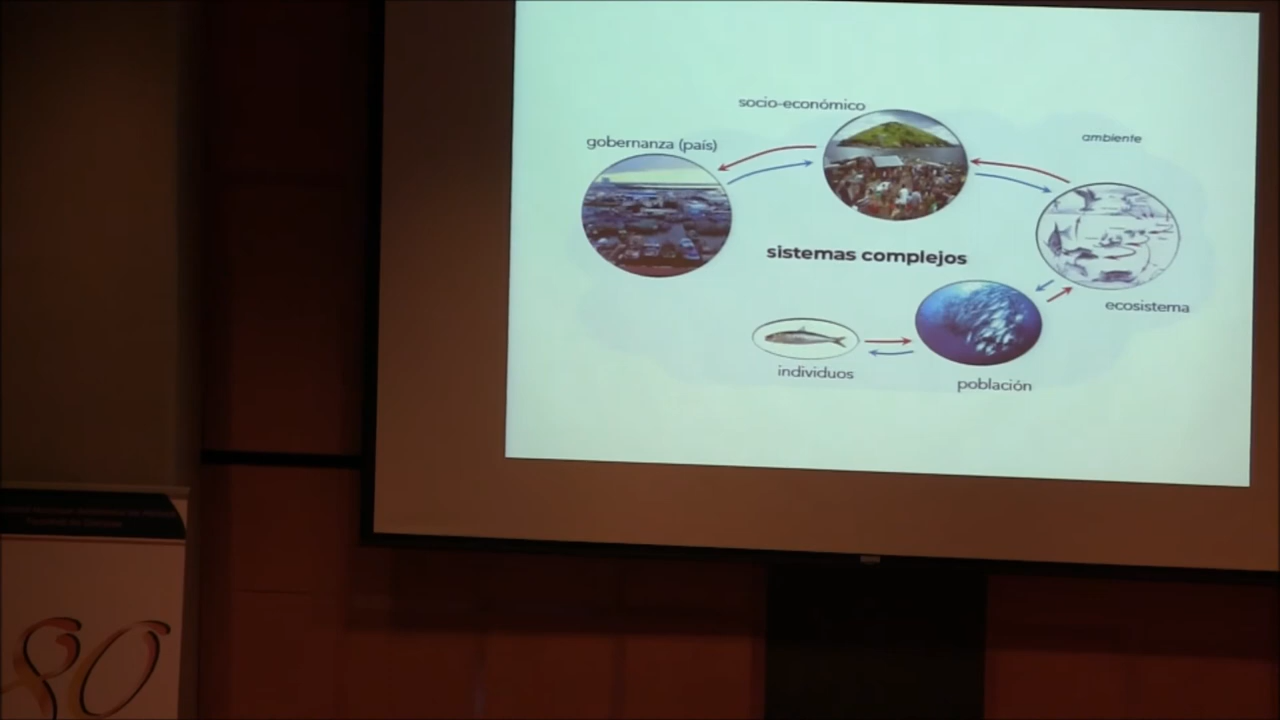 socio-económico
gobernanza (país)
ambiente
sistemas complejos
ecosistema
individuos
población
80